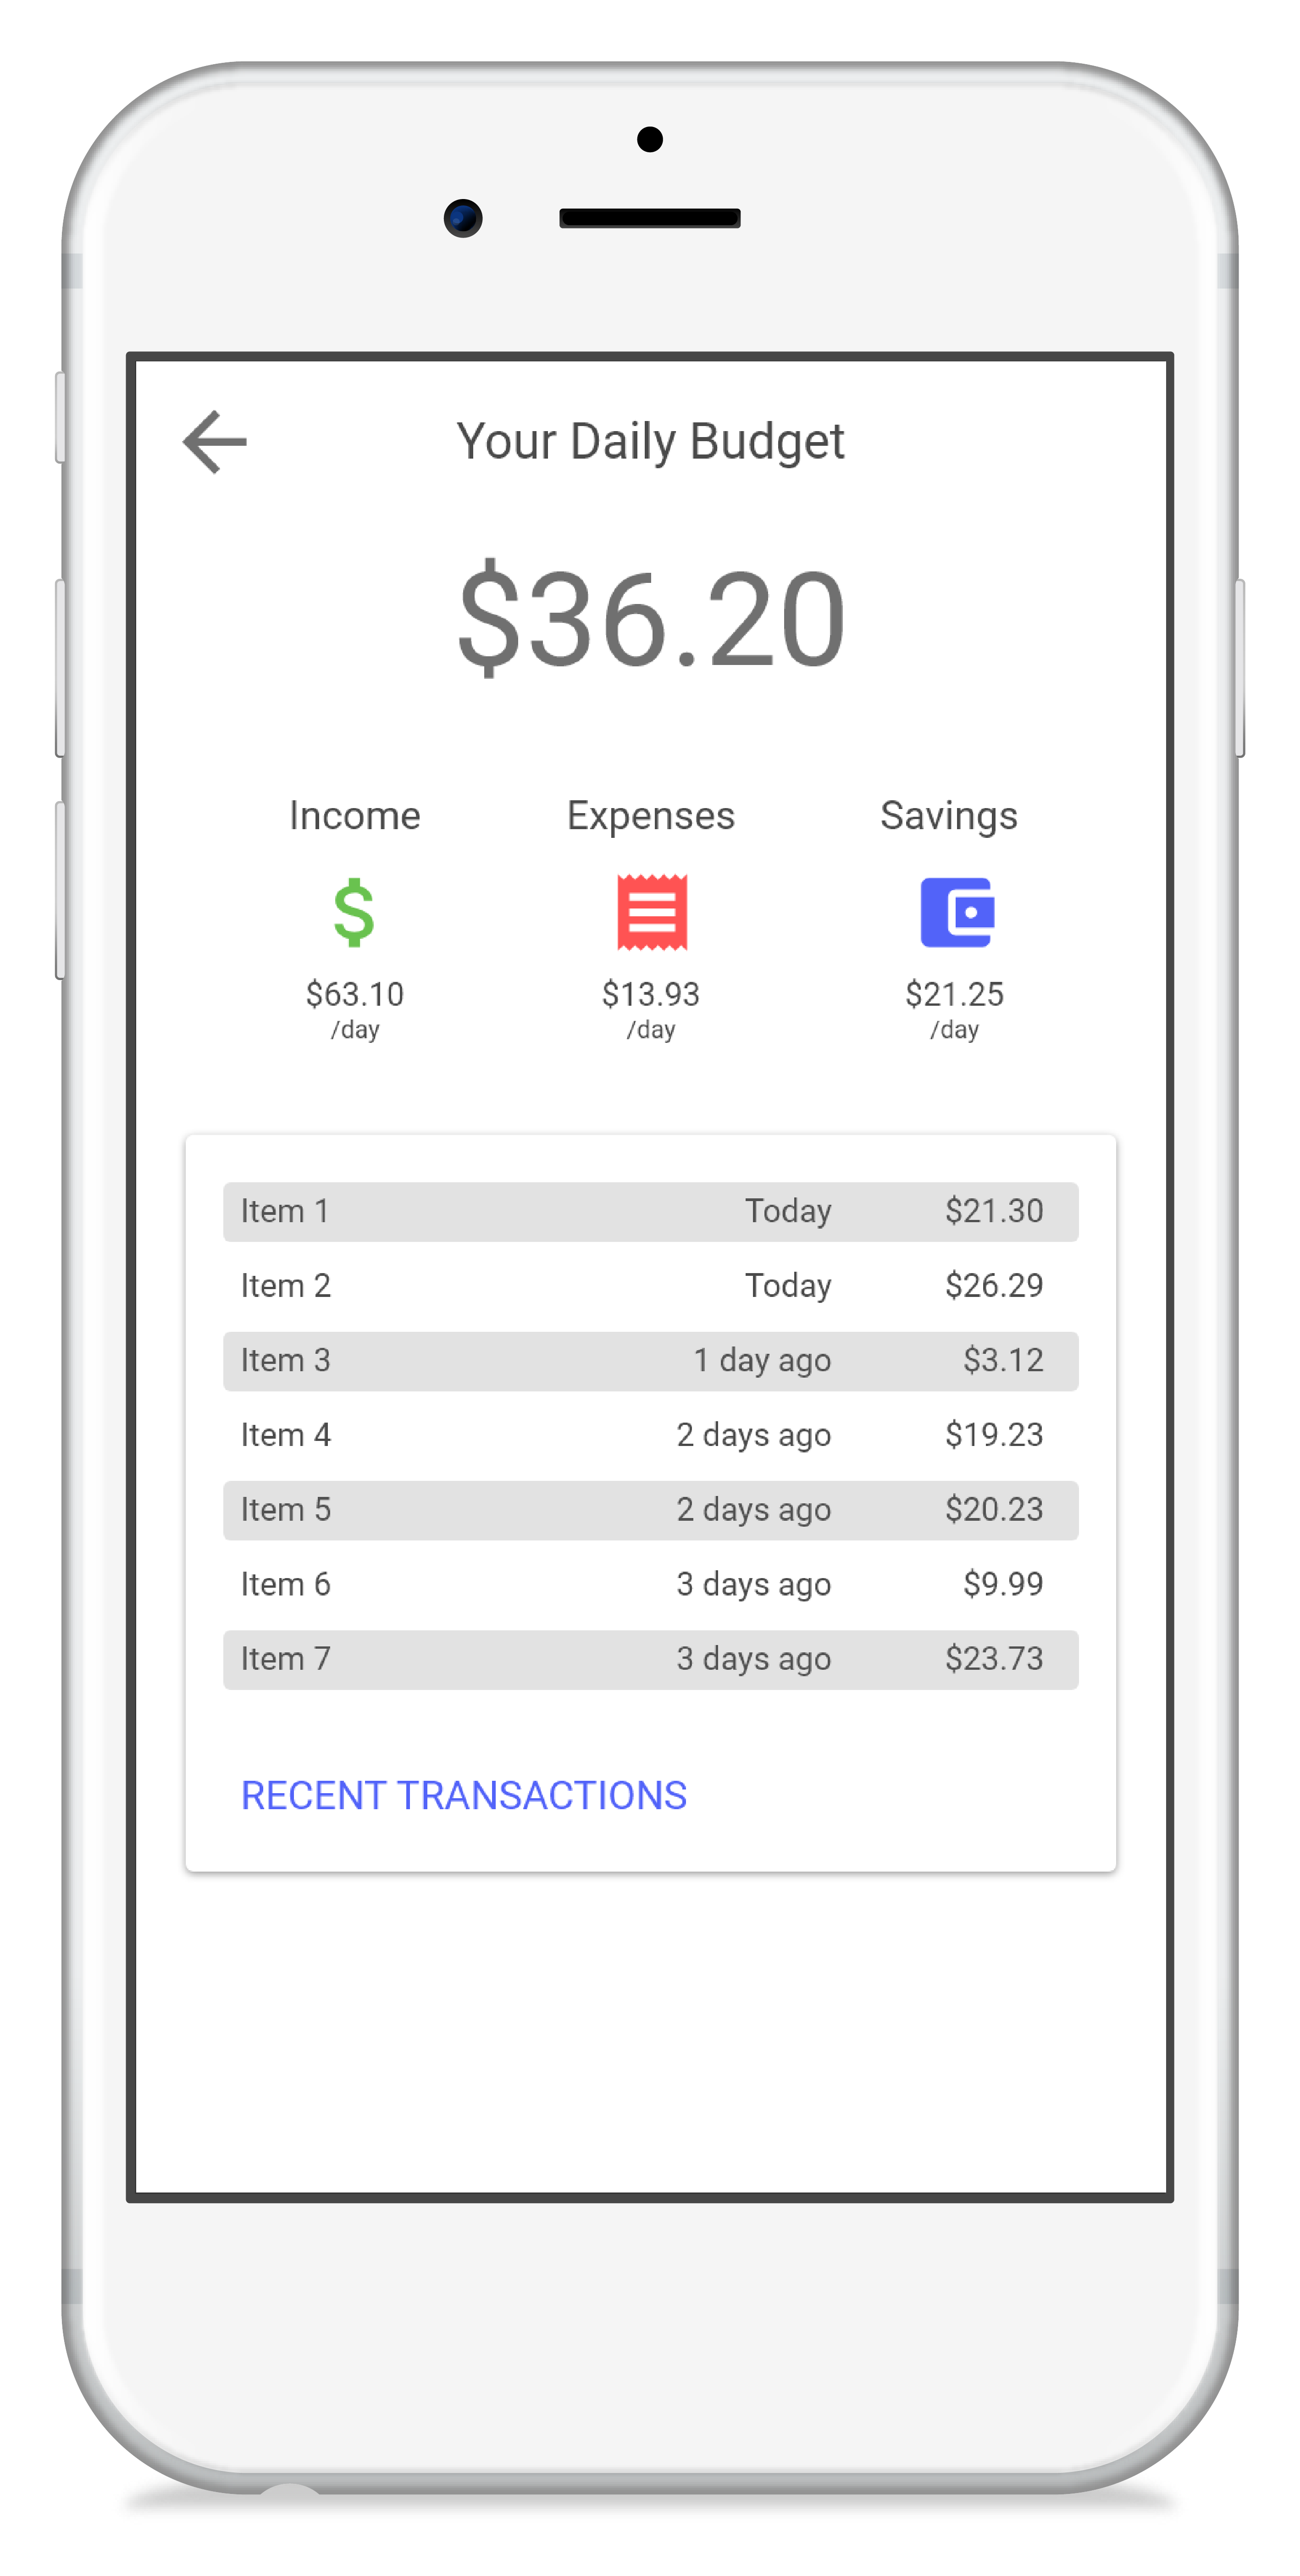 Your Daily Budget
$36.20
Income Expenses Savings
$63.10 $13.93 $21.25
/day /day /day
Item 1 Today $21.30
Item 2 Today $26.29
Item 3 1 day ago $3.12
Item 4 2 days ago $19.23
Item 5 2 days ago $20.23
Item 6 3 days ago $9.99
Item 7 3 days ago $23.73
RECENT TRANSACTIONS